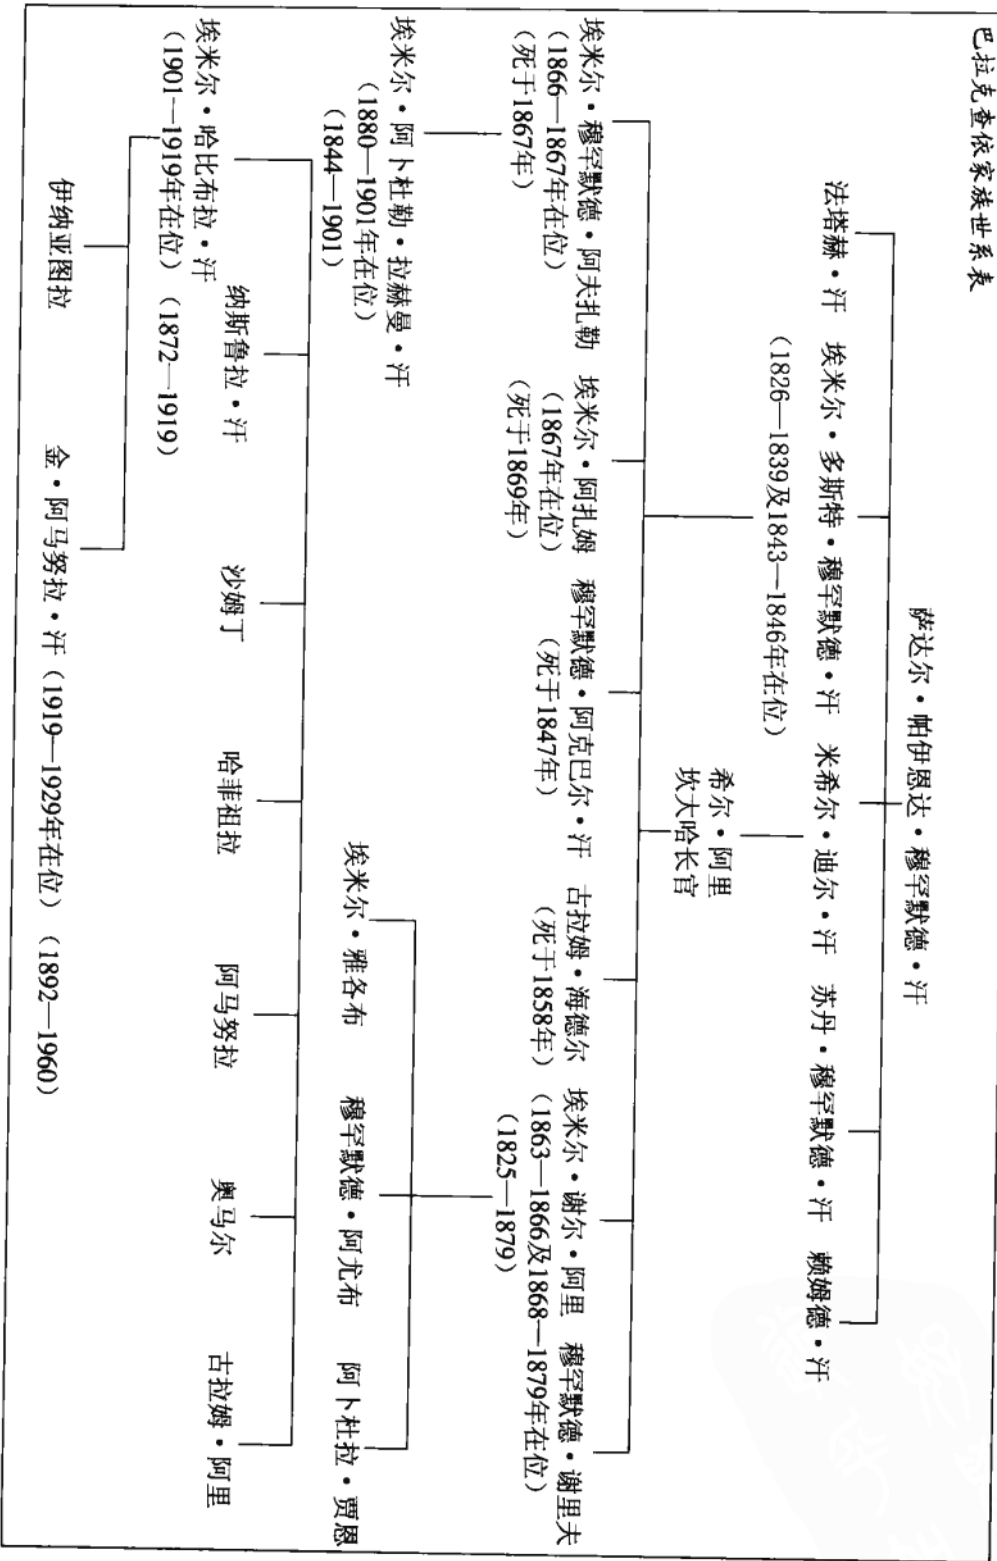 巴拉克查依家族世系表
萨达尔·帕伊恩达·穆罕默德·汗
法塔赫·汗
埃米尔·多斯特·穆罕默德·汗
(1826—1839及1843—1846年在位)
米希尔·迪尔·汗
苏丹·穆罕默德·汗
赖姆德·汗
希尔·阿里
坎大哈长官
埃米尔·穆罕默德·阿夫扎勒
(1866—1867年在位)
(死于1867年)
埃米尔·阿扎姆
(1867年在位)
(死于1869年)
穆罕默德·阿克巴尔·汗
(死于1847年)
古拉姆·海德尔
(死于1858年)
埃米尔·谢尔·阿里
(1863—1866及1868—1879年在位)
(1825—1879)
穆罕默德·谢里夫
埃米尔·阿卜杜勒·拉赫曼·汗
(1880—1901年在位)
(1844—1901)
埃米尔·雅各布
穆罕默德·阿尤布
阿卜杜拉·贾恩
埃米尔·哈比布拉·汗
(1901—1919年在位) (1872—1919)
纳斯鲁拉·汗
沙姆丁
哈菲祖拉
阿马努拉
奥马尔
古拉姆·阿里
伊纳亚图拉
金·阿马努拉·汗 (1919—1929年在位) (1892—1960)